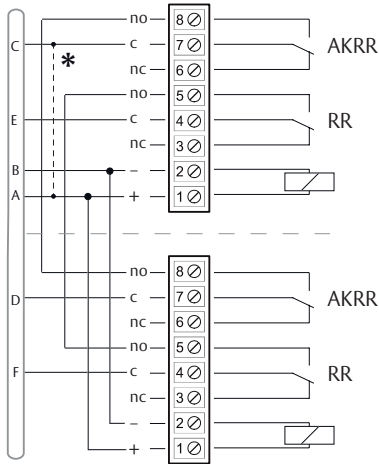 no 8
C c 7 AKRR
* nc 6
no 5
E c 4 RR
nc 3
B – 2
A + 1
no 8
D c 7 AKRR
nc 6
no 5
F c 4 RR
nc 3
– 2
+ 1